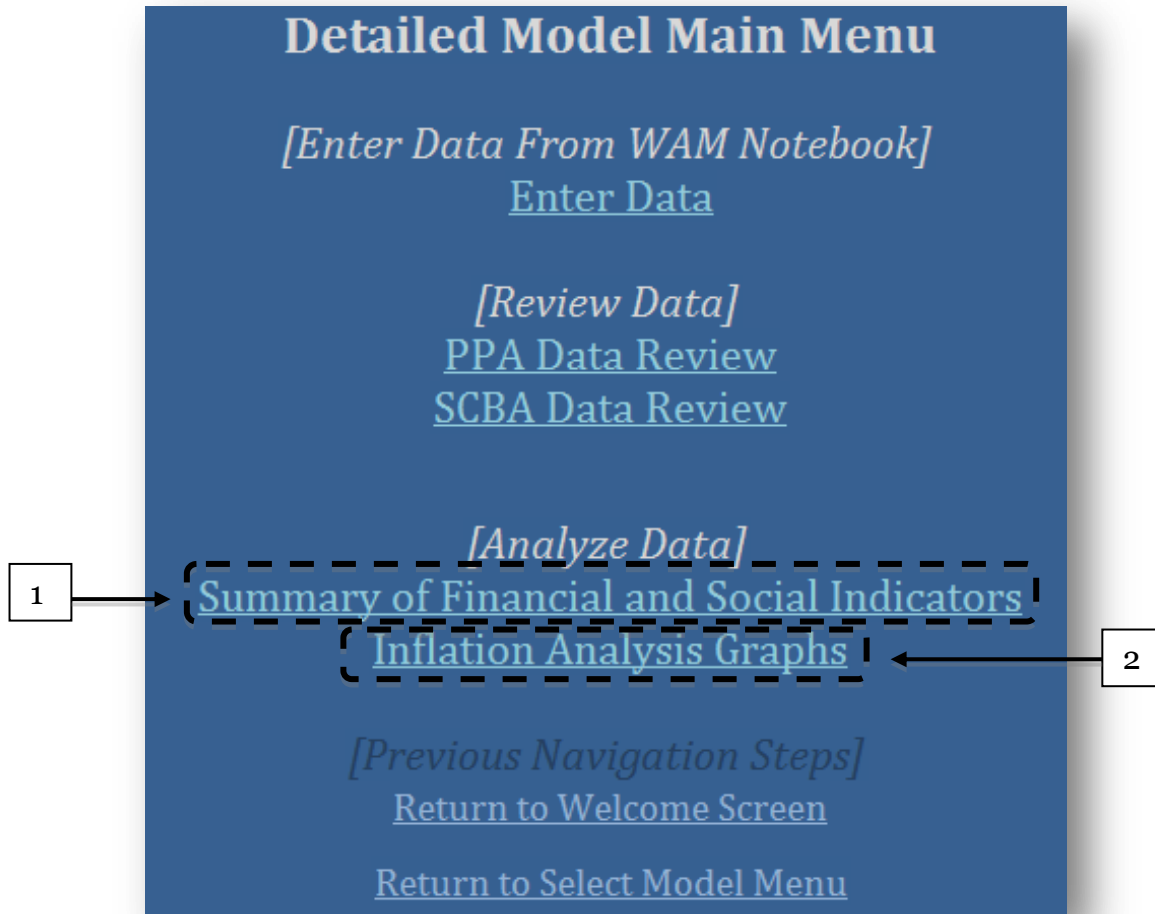 Detailed Model Main Menu
[Enter Data From WAM Notebook]
Enter Data
[Review Data]
PPA Data Review
SCBA Data Review
[Analyze Data]
1
Summary of Financial and Social Indicators
Inflation Analysis Graphs
2
[Previous Navigation Steps]
Return to Welcome Screen
Return to Select Model Menu